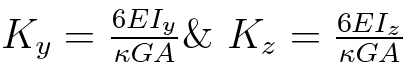 $K_y = \frac{6EI_y}{\kappa GA} \& \ K_z = \frac{6EI_z}{\kappa GA}$